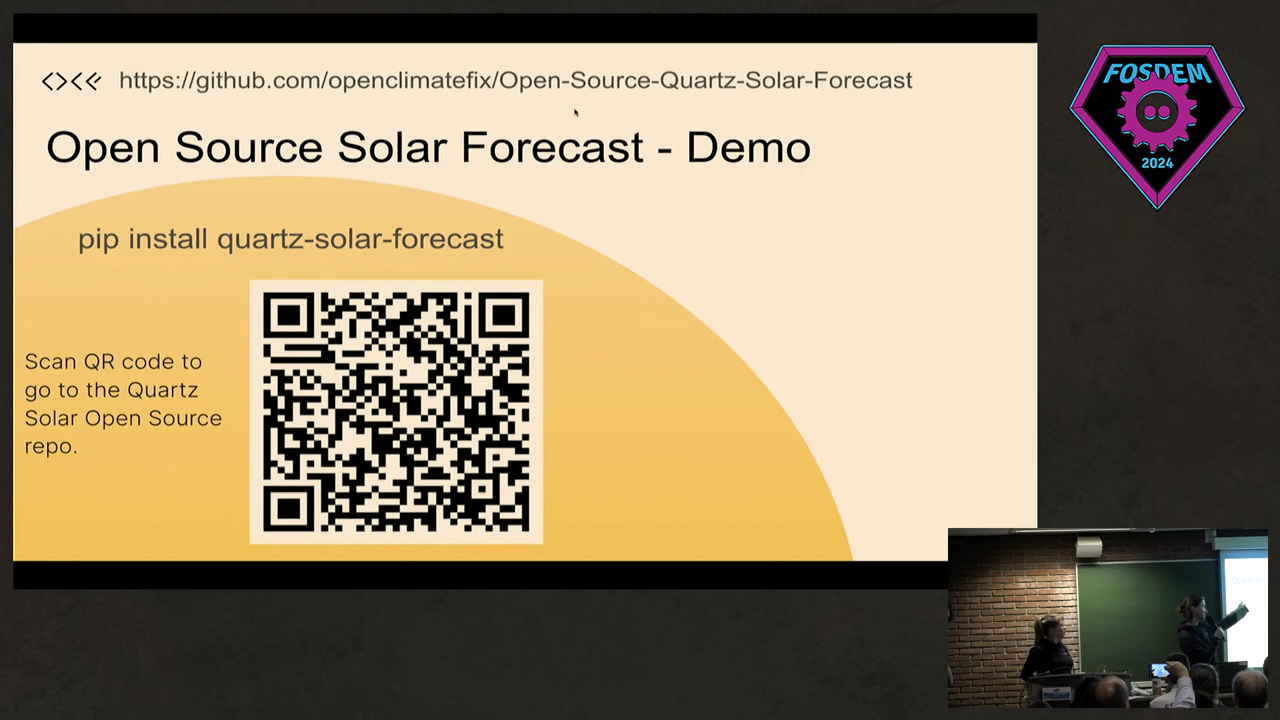 https://github.com/openclimatefix/Open-Source-Quartz-Solar-Forecast
Open Source Solar Forecast - Demo
pip install quartz-solar-forecast
Scan QR code to
go to the Quartz
Solar Open Source
repo.
FOSDEM
2024